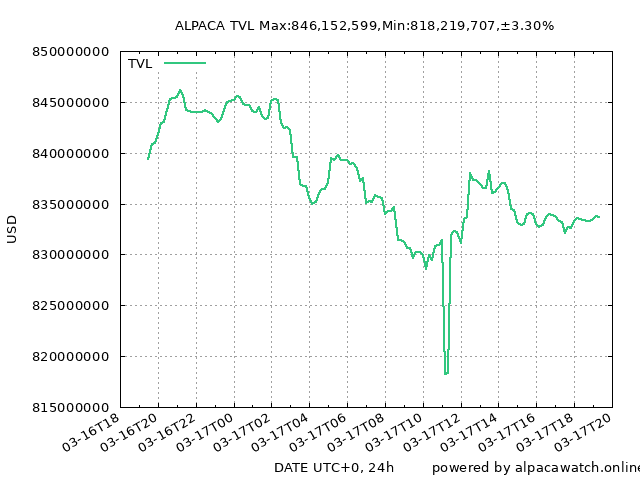 ALPACA TVL Max:846,152,599,Min:818,219,707,±3.30%
TVL
850000000
845000000
840000000
835000000
830000000
825000000
820000000
815000000
USD
03-16T18
03-16T20
03-16T22
03-17T00
03-17T02
03-17T04
03-17T06
03-17T08
03-17T10
03-17T12
03-17T14
03-17T16
03-17T18
03-17T20
DATE UTC+0, 24h
powered by alpacawatch.online